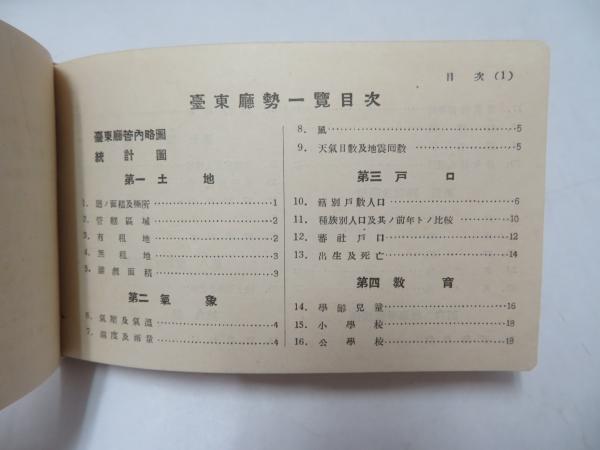 目次(1)
臺東廳勢一覽目次
臺東廳管內略圖
統計圖
第一 土地
1. 廳ノ面積及極所……1
2. 管轄區域……2
3. 有租地……2
4. 無租地……3
5. 耕地面積……3
第二 氣象
6. 氣壓及氣溫……4
7. 濕度及雨量……4
8. 風……5
9. 天氣日數及地震回數……5
第三 戶口
10. 籍別戶數人口……6
11. 種族別人口及其ノ前年トノ比較……10
12. 蕃社戶口……12
13. 出生及死亡……14
第四 敎育
14. 學齡兒童……16
15. 小學校……18
16. 公學校……18